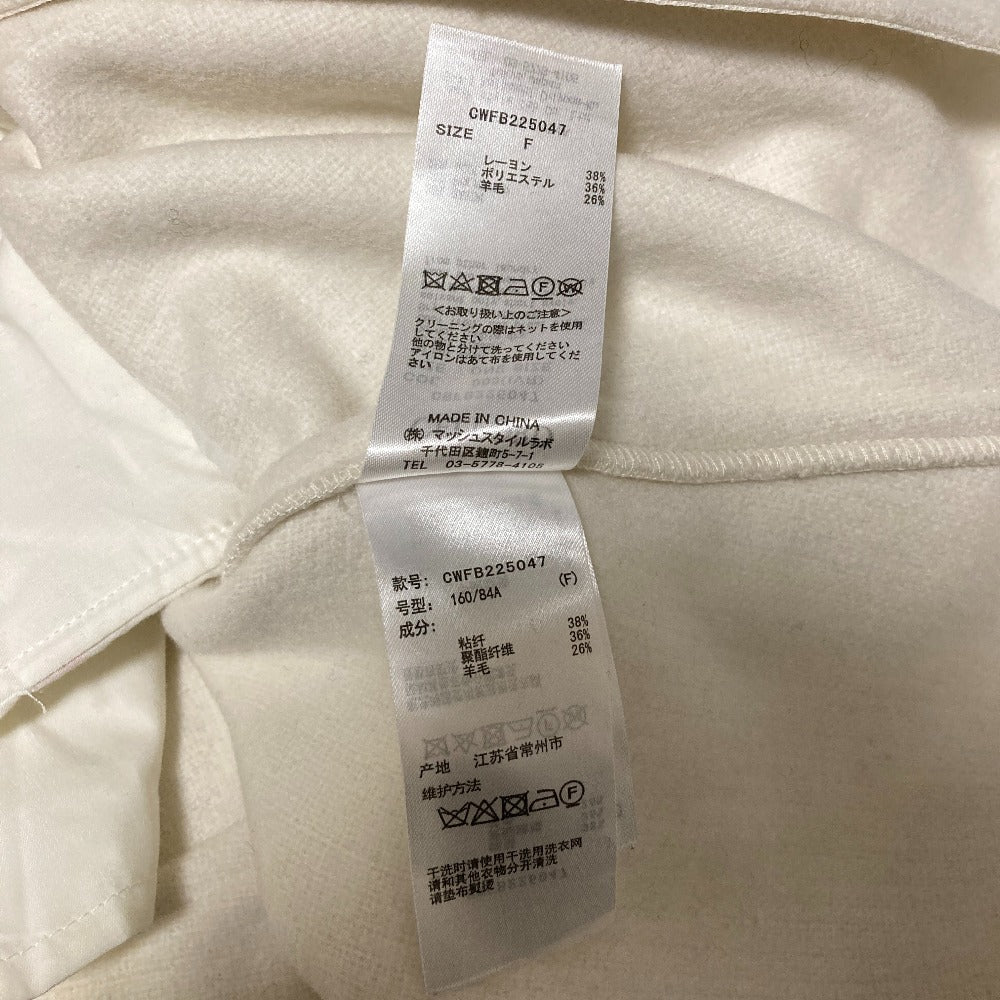 CWFB225047
SIZE F
レーヨン 38%
ポリエステル 36%
羊毛 26%
<お取り扱い上のご注意>
クリーニングの際はネットを使用
してください
他の物と分けて洗ってください
アイロンはあて布を使用してくだ
さい
MADE IN CHINA
(株) マッシュスタイルラボ
千代田区麹町5-7-1
TEL 03-5778-4105
款号: CWFB225047
号型: 160/84A (F)
成分:
粘纤 38%
聚酯纤维 36%
羊毛 26%
产地 江苏省常州市
维护方法
干洗时请使用干洗用洗衣网
请和其他衣物分开清洗
请垫布熨烫